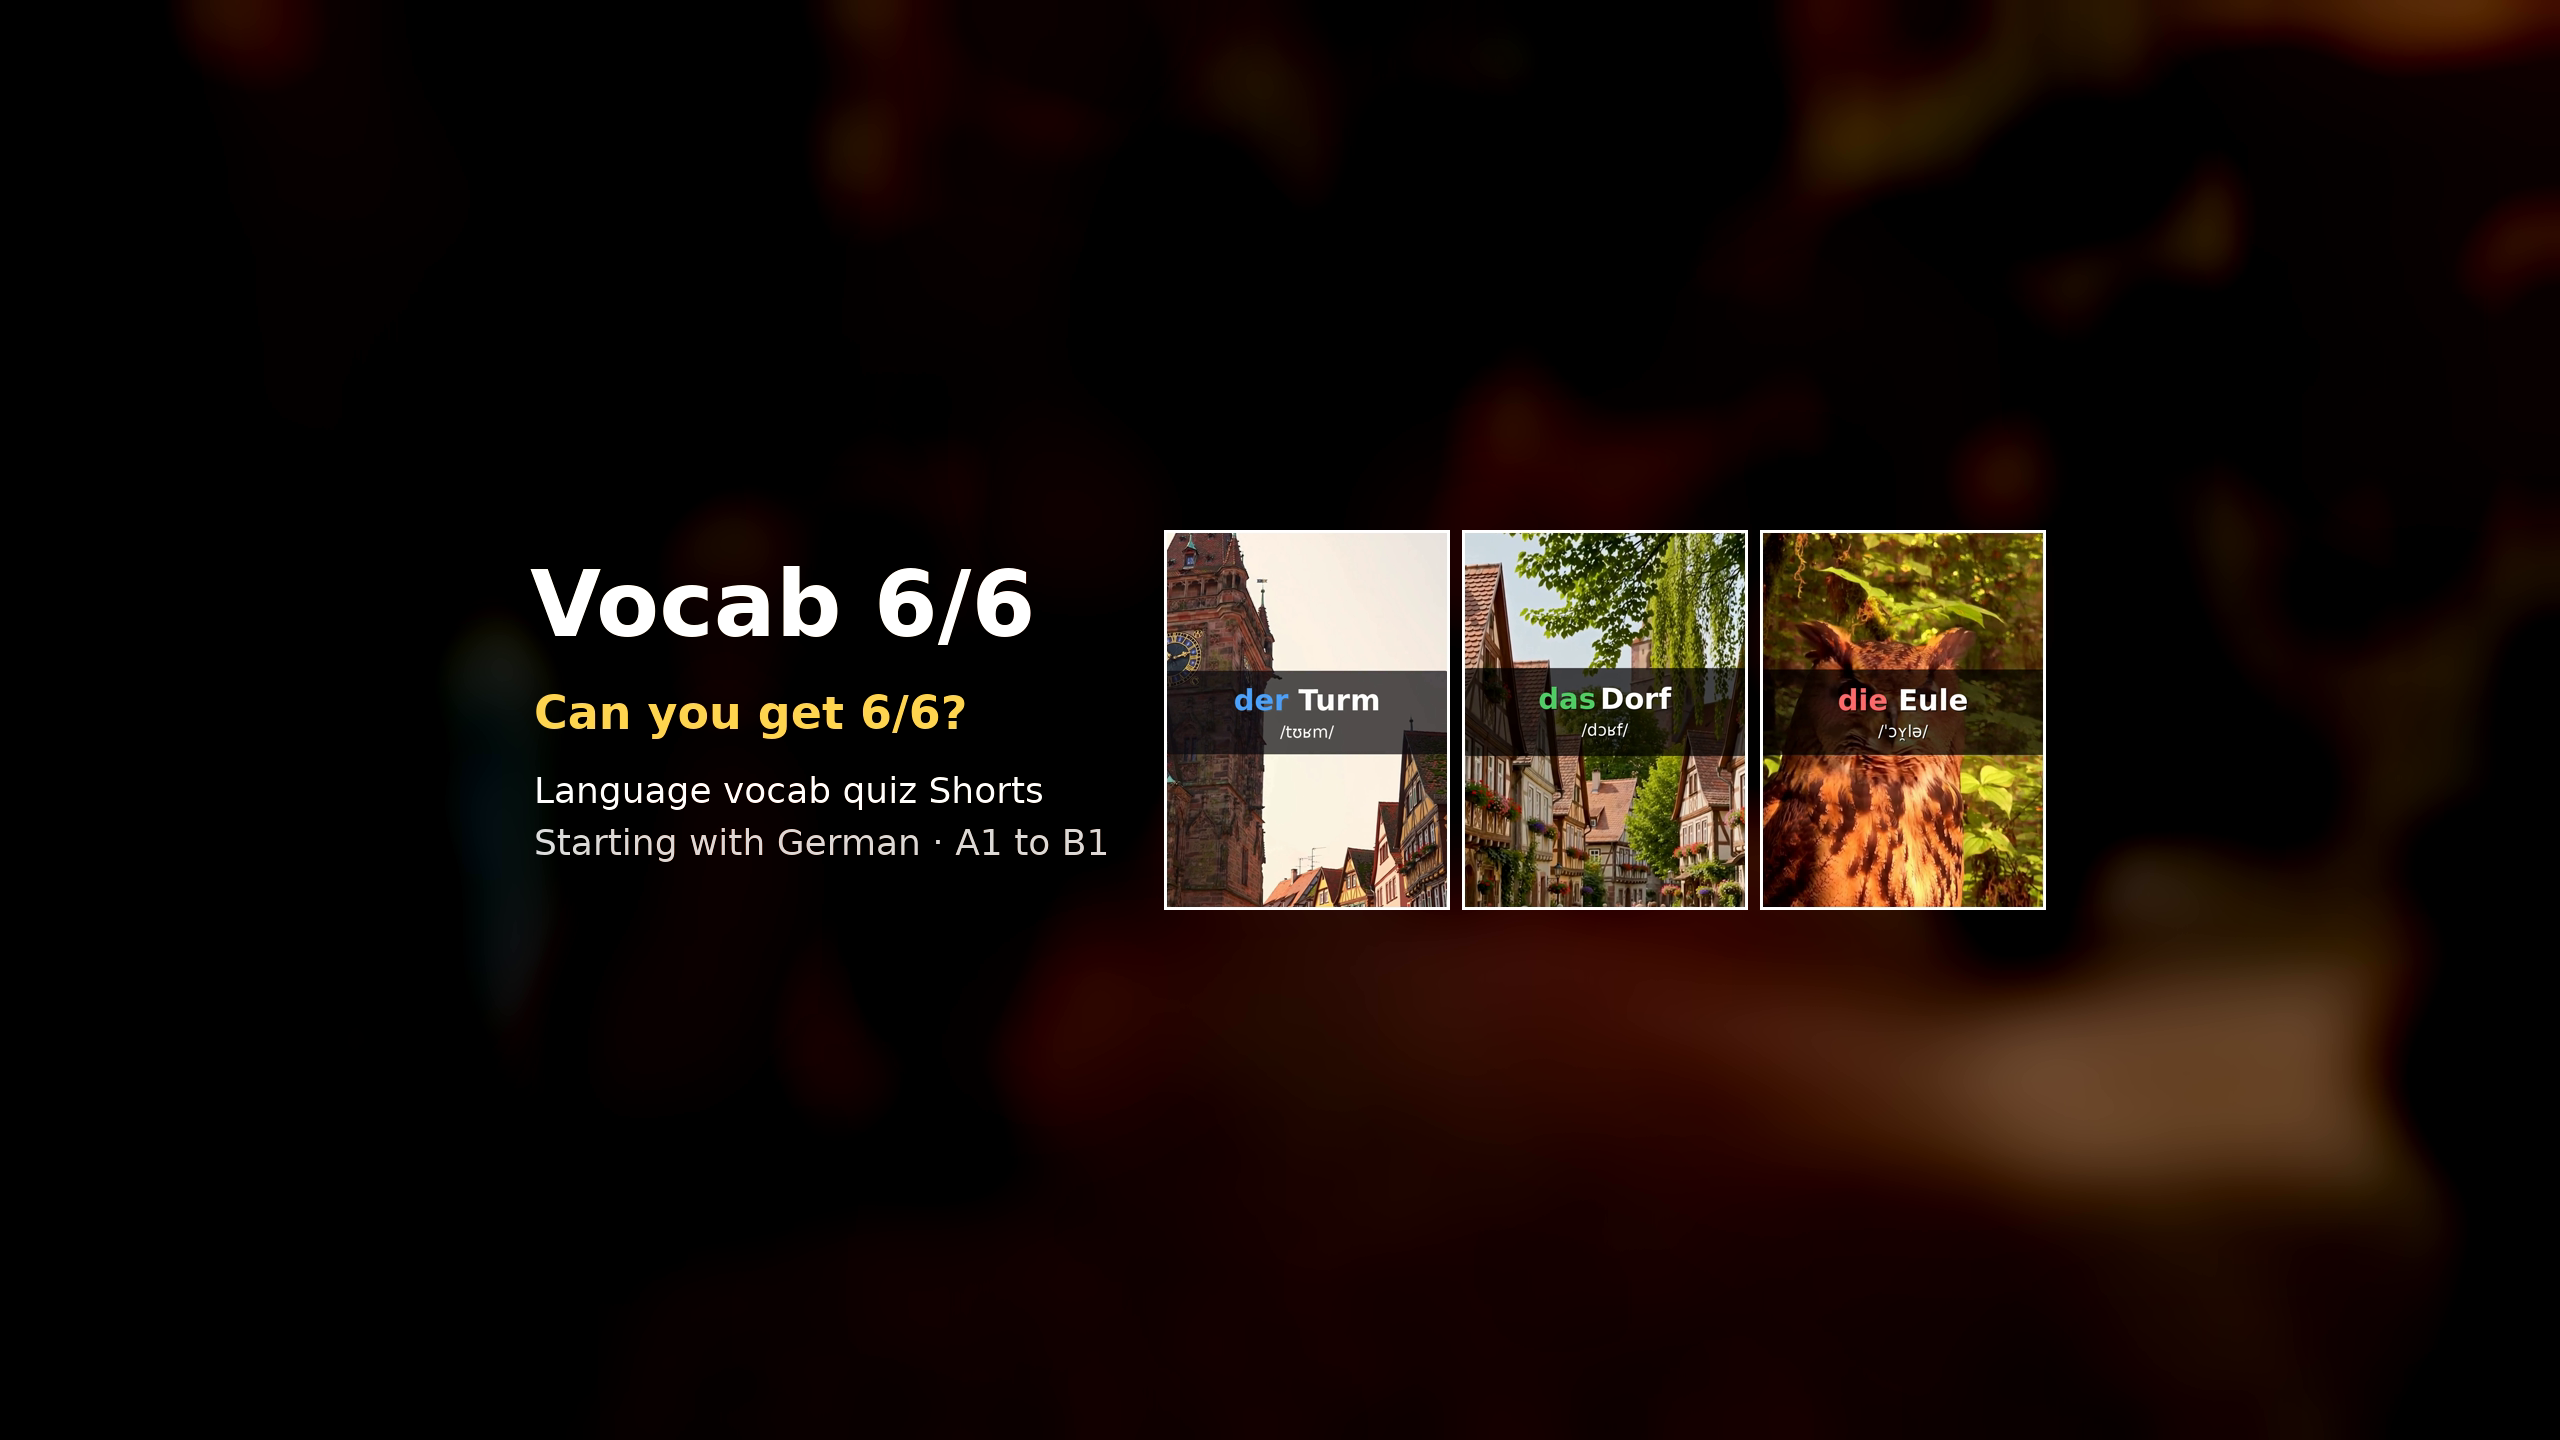 Vocab 6/6
Can you get 6/6?
Language vocab quiz Shorts
Starting with German · A1 to B1
der Turm
/tʊʁm/
das Dorf
/dɔʁf/
die Eule
/ˈɔʏ̯lə/